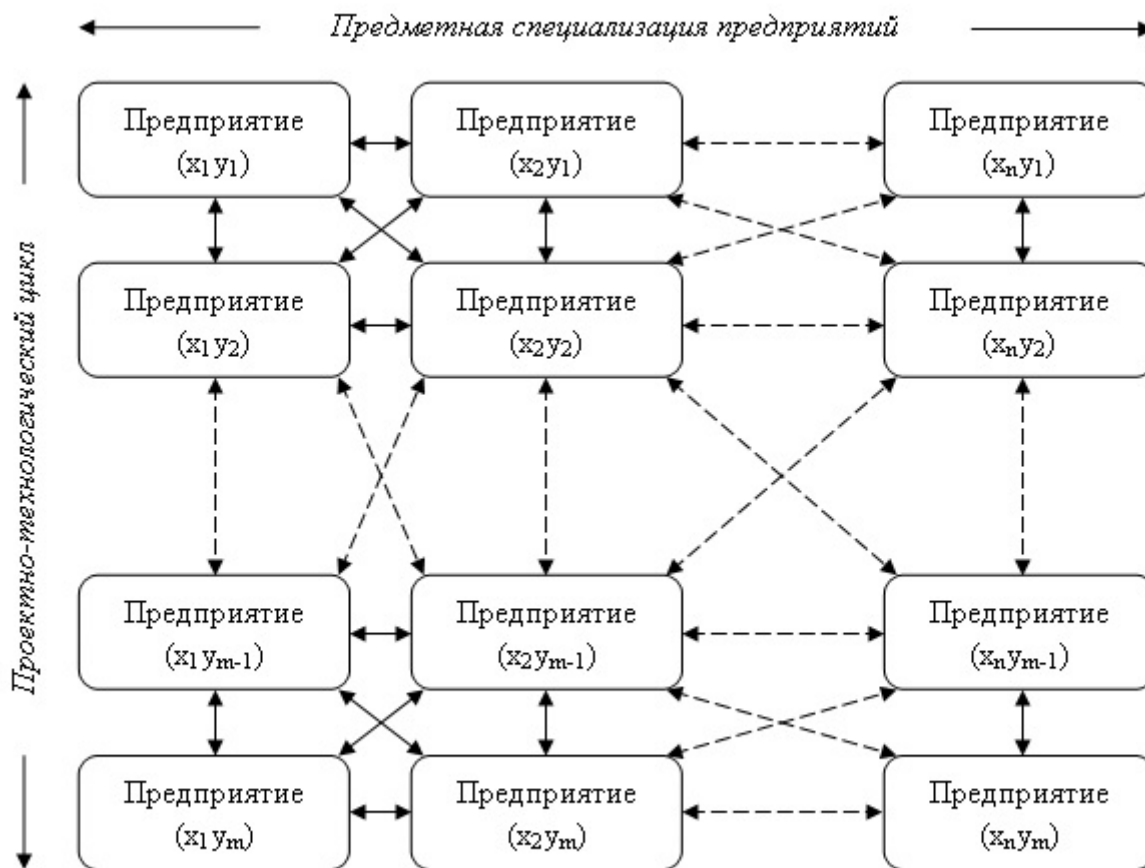 Предметная специализация предприятий
Проектно-технологический цикл
Предприятие
(x₁y₁)
Предприятие
(x₂y₁)
Предприятие
(xₙy₁)
Предприятие
(x₁y₂)
Предприятие
(x₂y₂)
Предприятие
(xₙy₂)
Предприятие
(x₁yₘ₋₁)
Предприятие
(x₂yₘ₋₁)
Предприятие
(xₙyₘ₋₁)
Предприятие
(x₁yₘ)
Предприятие
(x₂yₘ)
Предприятие
(xₙyₘ)